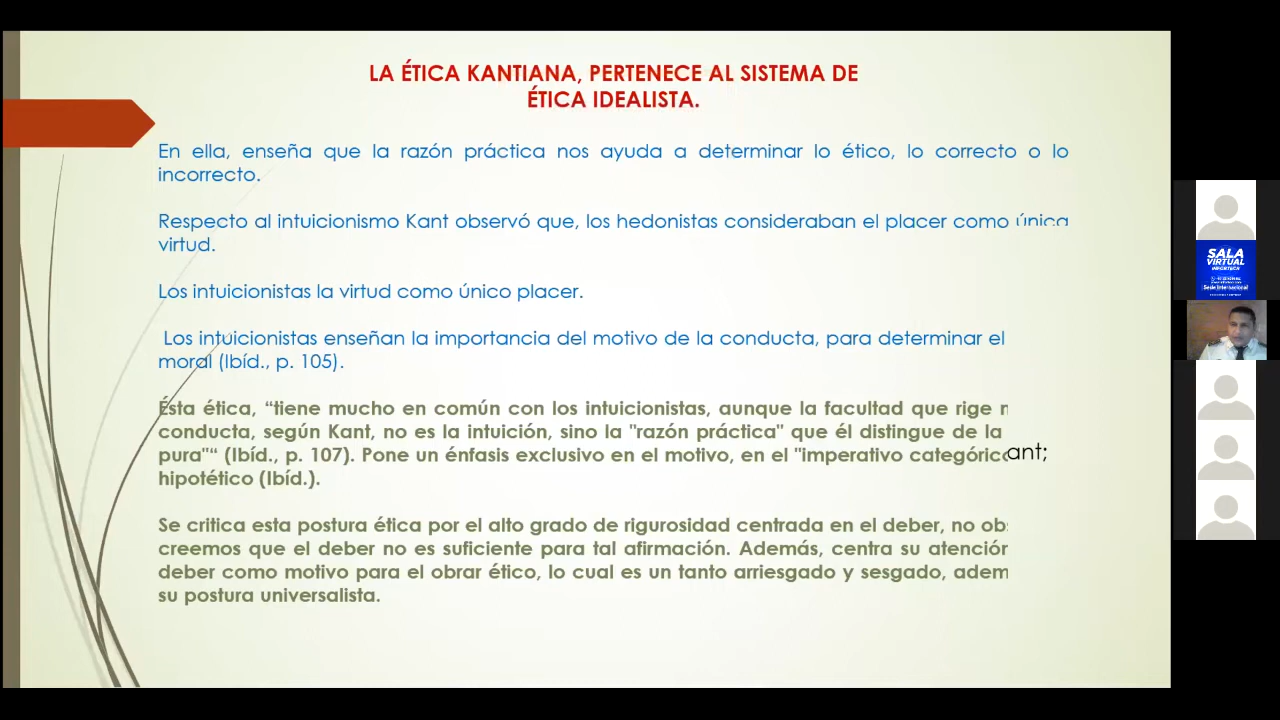 LA ÉTICA KANTIANA, PERTENECE AL SISTEMA DE
ÉTICA IDEALISTA.
En ella, enseña que la razón práctica nos ayuda a determinar lo ético, lo correcto o lo
incorrecto.
Respecto al intuicionismo Kant observó que, los hedonistas consideraban el placer como única
virtud.
Los intuicionistas la virtud como único placer.
Los intuicionistas enseñan la importancia del motivo de la conducta, para determinar el
moral (Ibíd., p. 105).
Ésta ética, “tiene mucho en común con los intuicionistas, aunque la facultad que rige
conducta, según Kant, no es la intuición, sino la "razón práctica" que él distingue de la
pura"“ (Ibíd., p. 107). Pone un énfasis exclusivo en el motivo, en el "imperativo
ant;
hipotético (Ibíd.).
Se critica esta postura ética por el alto grado de rigurosidad centrada en el deber, no
creemos que el deber no es suficiente para tal afirmación. Además, centra su
deber como motivo para el obrar ético, lo cual es un tanto arriesgado y sesgado,
su postura universalista.
SALA
VIRTUAL
Sede Internacional